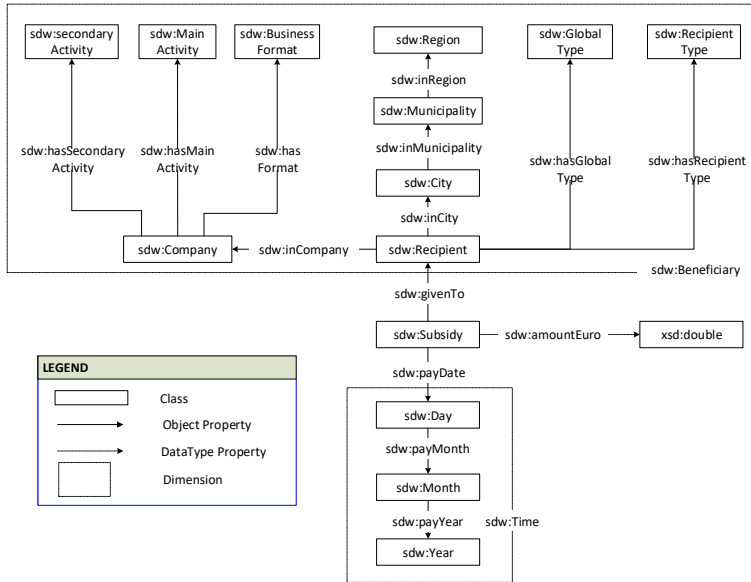 sdw:secondary
Activity
sdw:Main
Activity
sdw:Business
Format
sdw:Region
sdw:Global
Type
sdw:Recipient
Type
sdw:inRegion
sdw:Municipality
sdw:hasSecondary
Activity
sdw:hasMain
Activity
sdw:has
Format
sdw:inMunicipality
sdw:hasGlobal
Type
sdw:hasRecipient
Type
sdw:City
sdw:inCity
sdw:Company
sdw:inCompany
sdw:Recipient
sdw:Beneficiary
sdw:givenTo
sdw:Subsidy
sdw:amountEuro
xsd:double
sdw:payDate
LEGEND
Class
Object Property
DataType Property
Dimension
sdw:Day
sdw:payMonth
sdw:Month
sdw:payYear
sdw:Time
sdw:Year